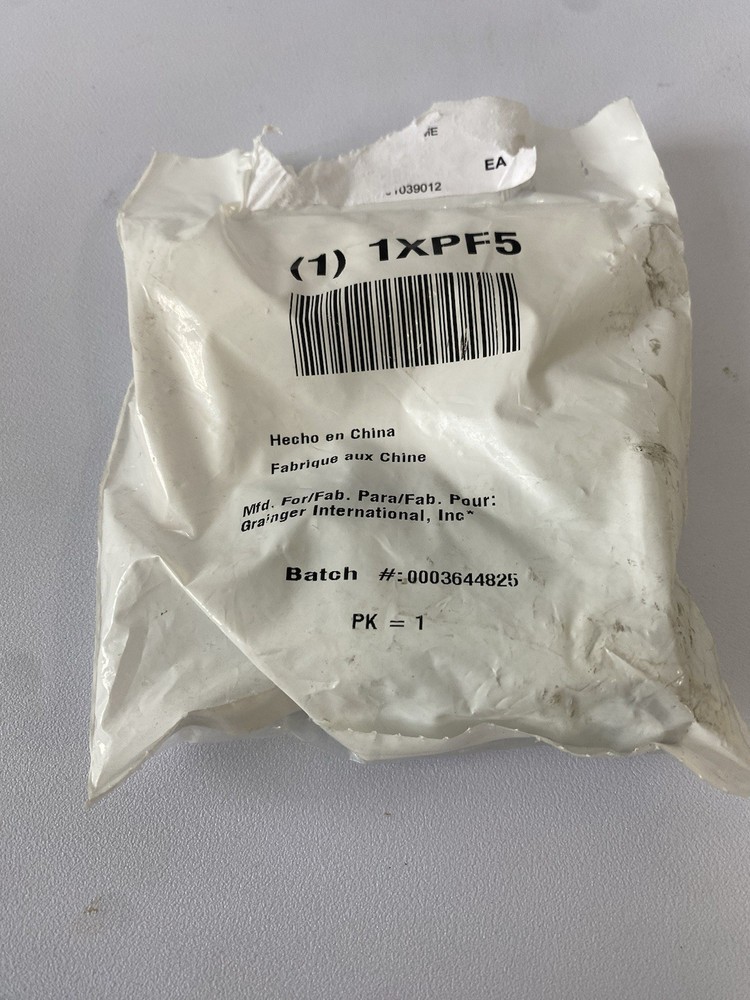 EA
1039012
(1) 1XPF5
Hecho en China
Fabrique aux Chine
Mfd. For/Fab. Para/Fab. Pour:
Grainger International, Inc*
Batch #:0003644825
PK = 1